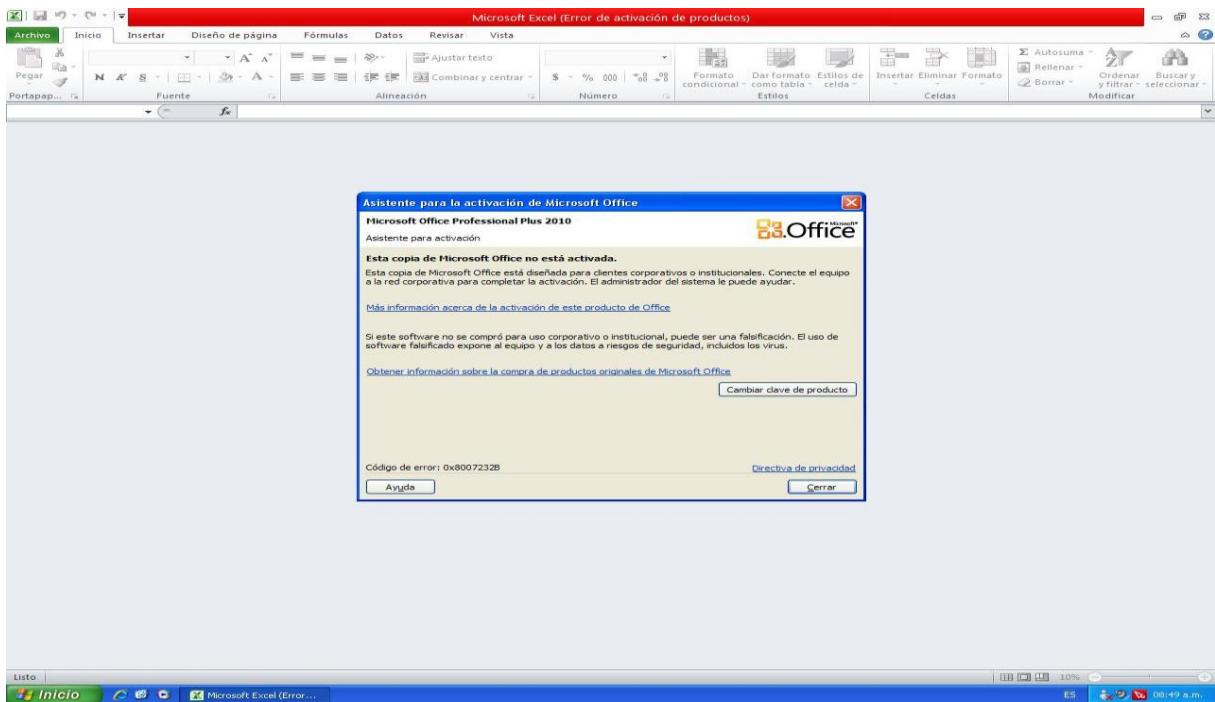 Microsoft Excel (Error de activación de productos)
Archivo Inicio Insertar Diseño de página Fórmulas Datos Revisar Vista
Pegar
N K S A A A
Ajustar texto
Combinar y centrar
$ % 000
Formato condicional
Dar formato como tabla
Estilos de celda
Insertar Eliminar Formato
Σ Autosuma
Rellenar
Borrar
Ordenar y filtrar
Buscar y seleccionar
Portapap... Fuente Alineación Número Estilos Celdas Modificar
fx
Asistente para la activación de Microsoft Office
Microsoft Office Professional Plus 2010
Microsoft
Office
Asistente para activación
Esta copia de Microsoft Office no está activada.
Esta copia de Microsoft Office está diseñada para clientes corporativos o institucionales. Conecte el equipo
a la red corporativa para completar la activación. El administrador del sistema le puede ayudar.
Más información acerca de la activación de este producto de Office
Si este software no se compró para uso corporativo o institucional, puede ser una falsificación. El uso de
software falsificado expone al equipo y a los datos a riesgos de seguridad, incluidos los virus.
Obtener información sobre la compra de productos originales de Microsoft Office
Cambiar clave de producto
Código de error: 0x8007232B
Directiva de privacidad
Ayuda
Cerrar
Listo
10%
Inicio
Microsoft Excel (Error...
ES
08:49 a.m.